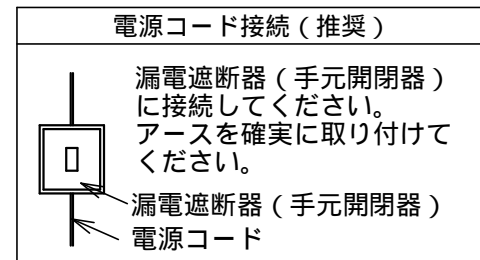 電源コード接続(推奨)
漏電遮断器(手元開閉器)
に接続してください。
アースを確実に取り付けて
ください。
漏電遮断器(手元開閉器)
電源コード